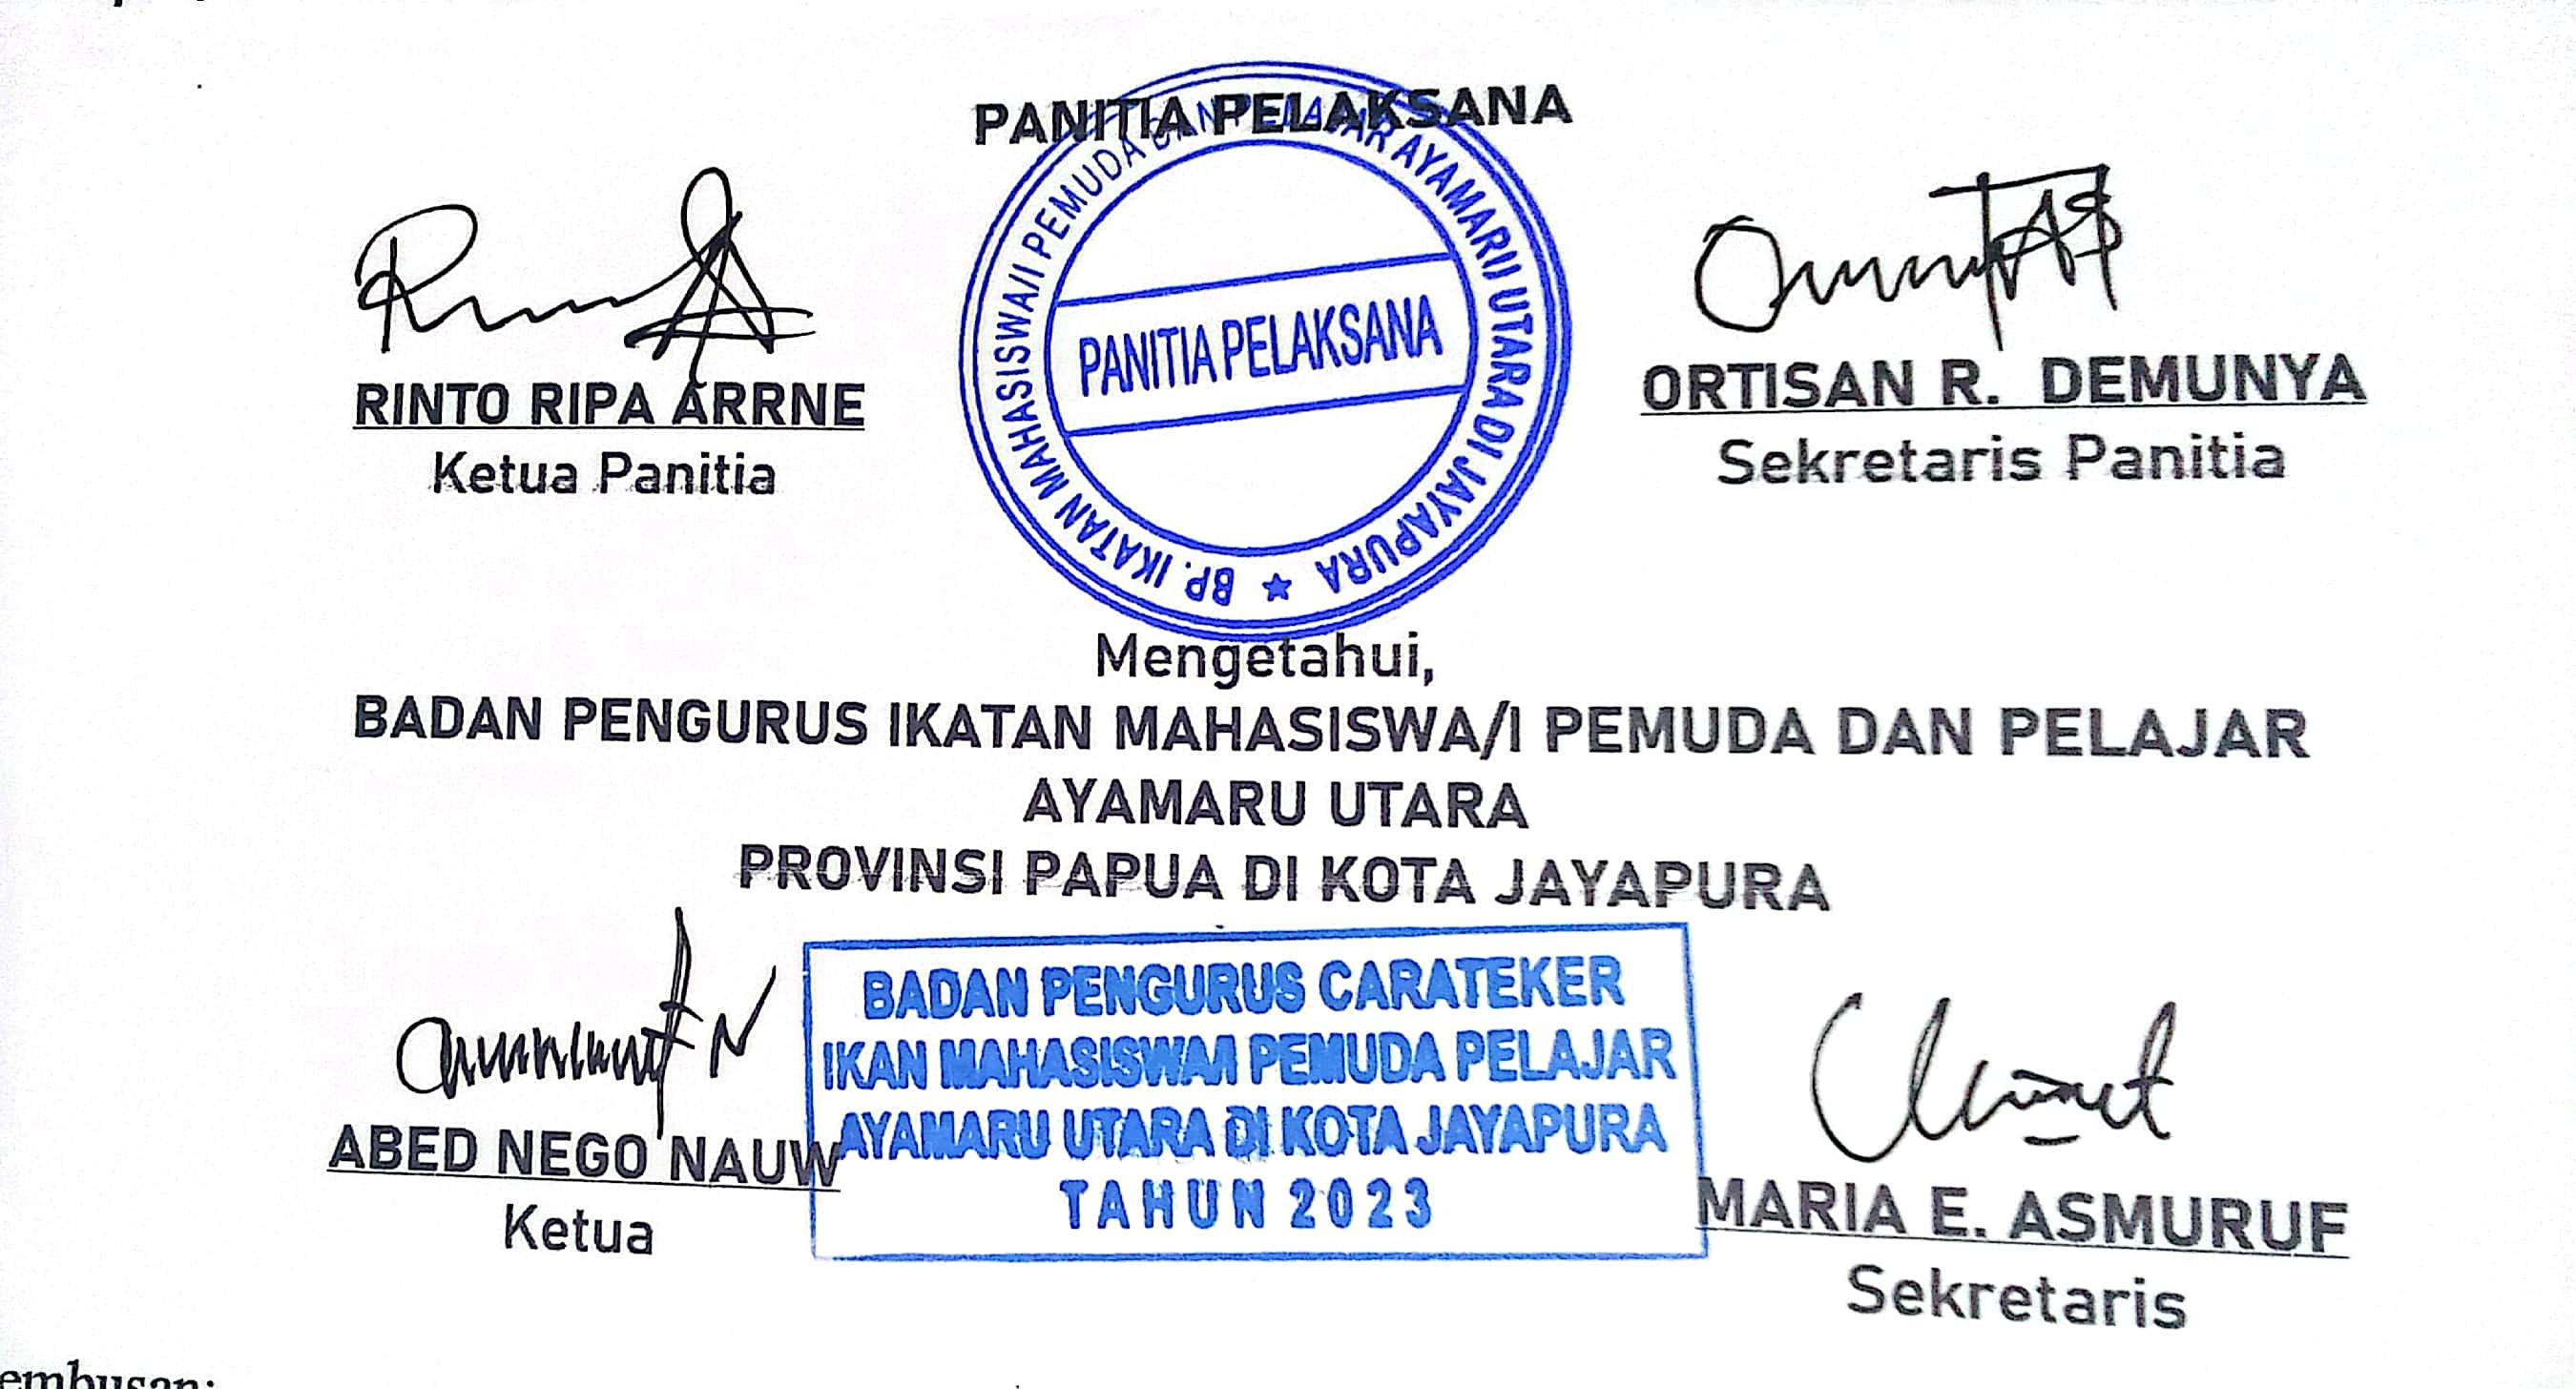 PANITIA PELAKSANA
BP. IKATAN MAHASISWA/I PEMUDA DAN PELAJAR AYAMARU UTARA DI JAYAPURA
PANITIA PELAKSANA
RINTO RIPA ARRNE
Ketua Panitia
ORTISAN R. DEMUNYA
Sekretaris Panitia
Mengetahui,
BADAN PENGURUS IKATAN MAHASISWA/I PEMUDA DAN PELAJAR
AYAMARU UTARA
PROVINSI PAPUA DI KOTA JAYAPURA
BADAN PENGURUS CARATEKER
IKAN MAHASISWA/I PEMUDA PELAJAR
AYAMARU UTARA DI KOTA JAYAPURA
TAHUN 2023
ABED NEGO NAUW
Ketua
MARIA E. ASMURUF
Sekretaris
embusan: